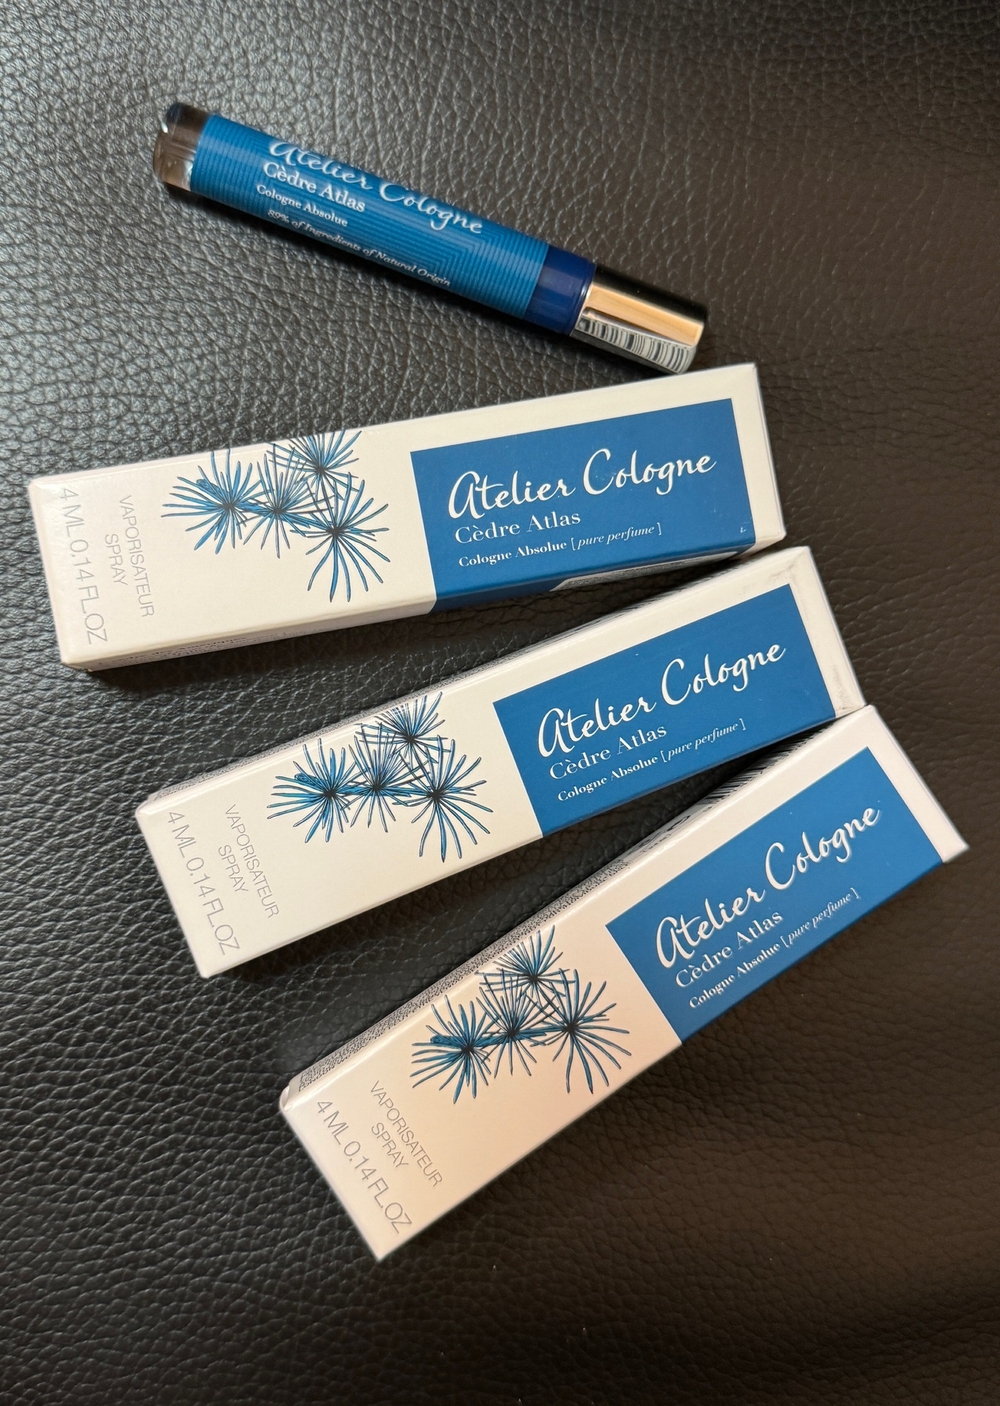 Atelier Cologne
Cèdre Atlas
Cologne Absolue
89% of Ingredients of Natural Origin
Atelier Cologne
Cèdre Atlas
Cologne Absolue [ pure perfume ]
VAPORISATEUR
SPRAY
4 ML 0.14 FL.OZ
Atelier Cologne
Cèdre Atlas
Cologne Absolue [ pure perfume ]
VAPORISATEUR
SPRAY
4 ML 0.14 FL.OZ
Atelier Cologne
Cèdre Atlas
Cologne Absolue [ pure perfume ]
VAPORISATEUR
SPRAY
4 ML 0.14 FL.OZ